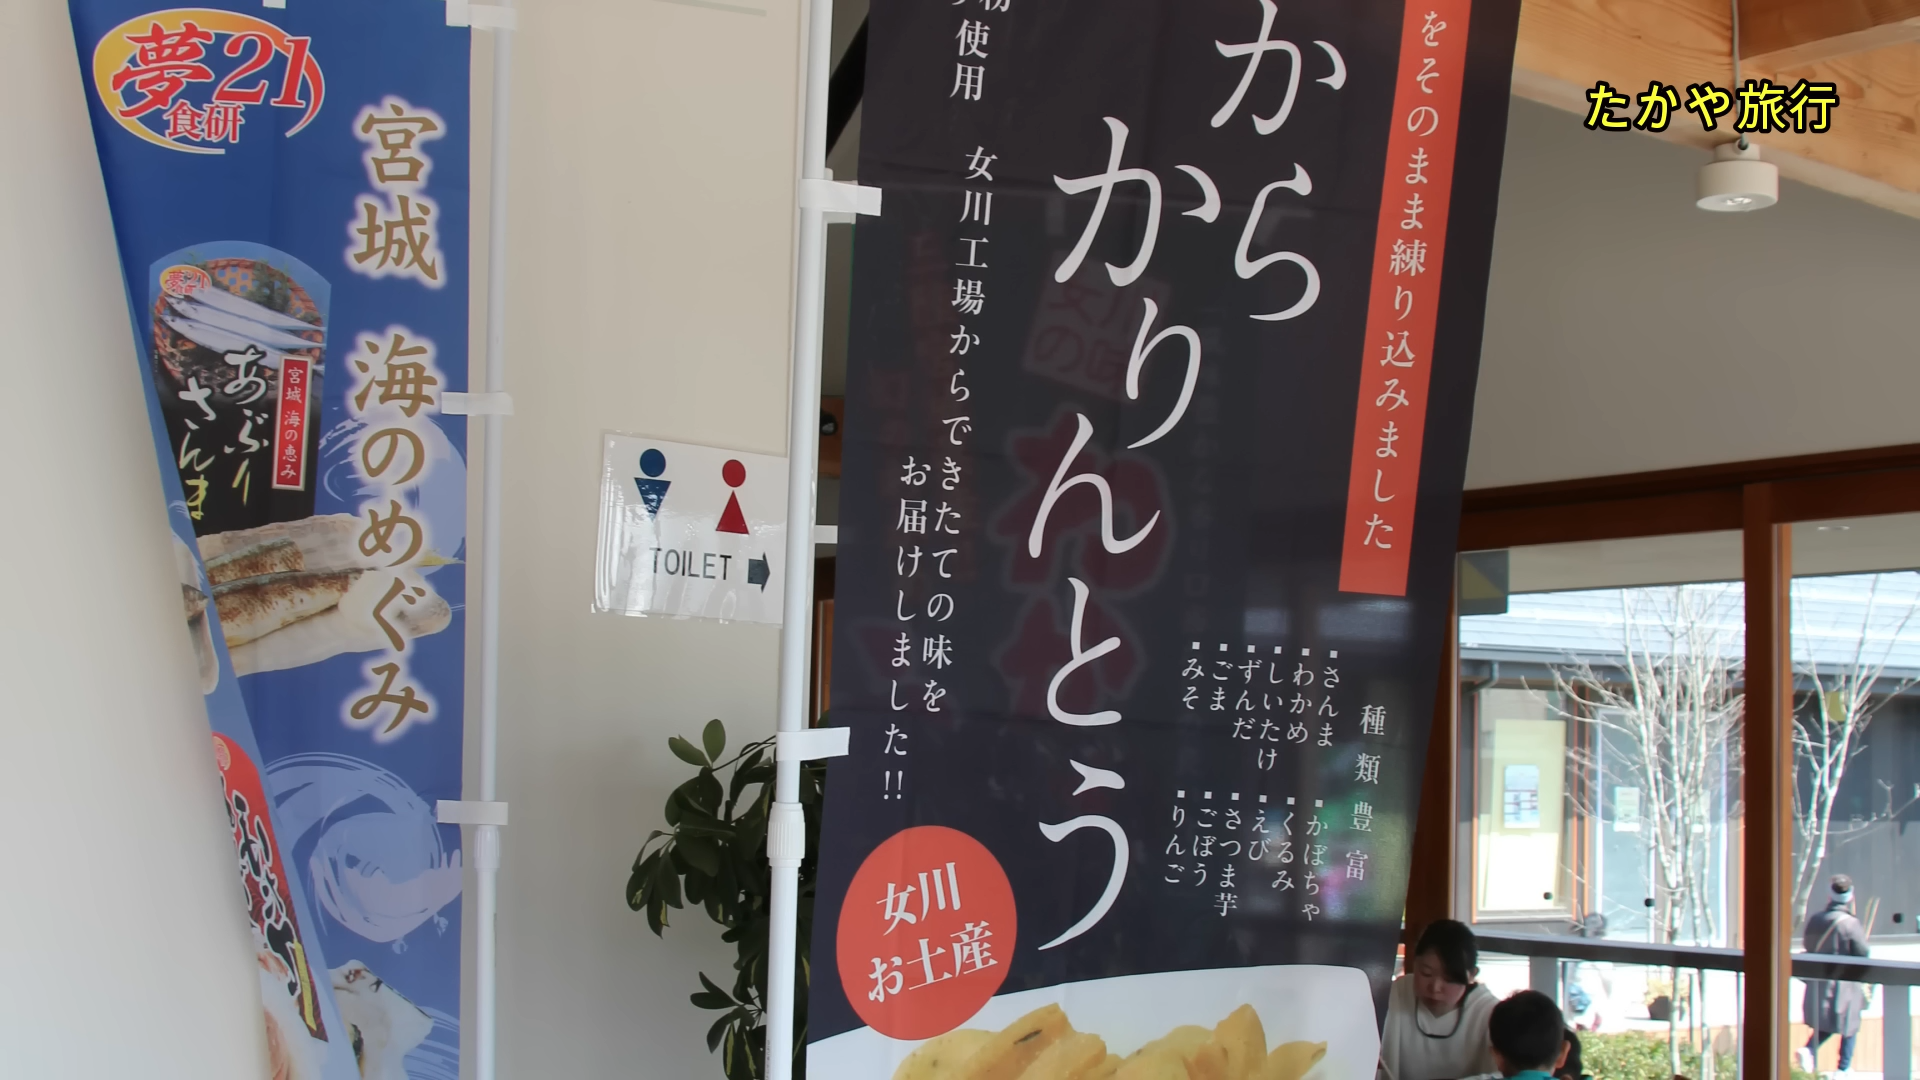 夢21
食研
宮城 海のめぐみ
夢21
宮城 海の恵み
あぶり
さんま
TOILET
をそのまま練り込みました
から
かりんとう
使用 女川工場からできたての味を
お届けしました!!
種類豊富
さんま
わかめ
しいたけ
ずんだ
ごま
みそ
かぼちゃ
くるみ
えび
さつま芋
ごぼう
りんご
女川
お土産
たかや旅行